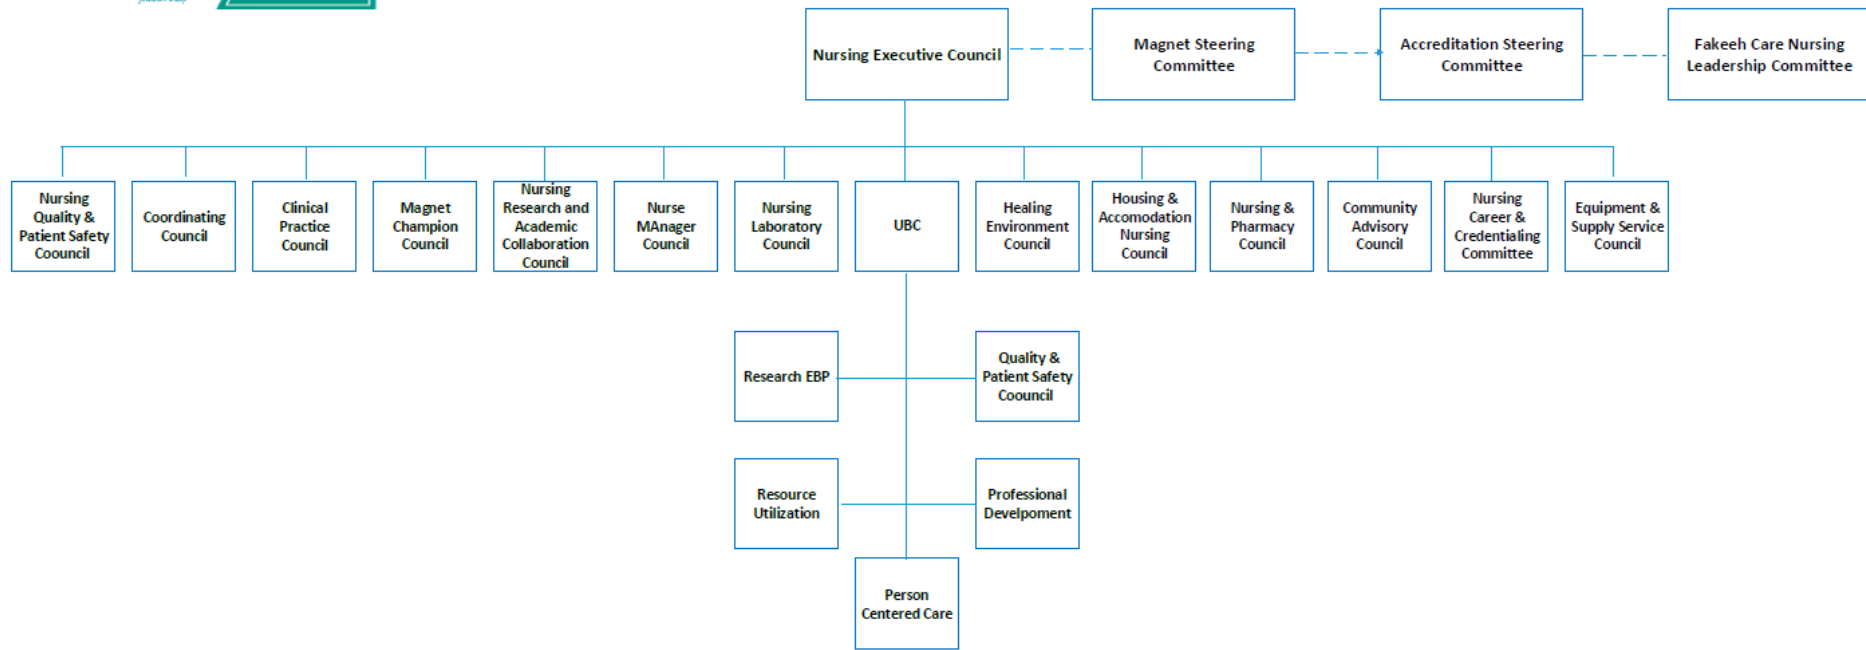 Nursing Executive Council
Magnet Steering
Committee
Accreditation Steering
Committee
Fakeeh Care Nursing
Leadership Committee
Nursing
Quality &
Patient Safety
Coouncil
Coordinating
Council
Clinical
Practice
Council
Magnet
Champion
Council
Nursing
Research and
Academic
Collaboration
Council
Nurse
MAnager
Council
Nursing
Laboratory
Council
UBC
Healing
Environment
Council
Housing &
Accomodation
Nursing
Council
Nursing &
Pharmacy
Council
Community
Advisory
Council
Nursing
Career &
Credentialing
Committee
Equipment &
Supply Service
Council
Research EBP
Quality &
Patient Safety
Coouncil
Resource
Utilization
Professional
Develpoment
Person
Centered Care